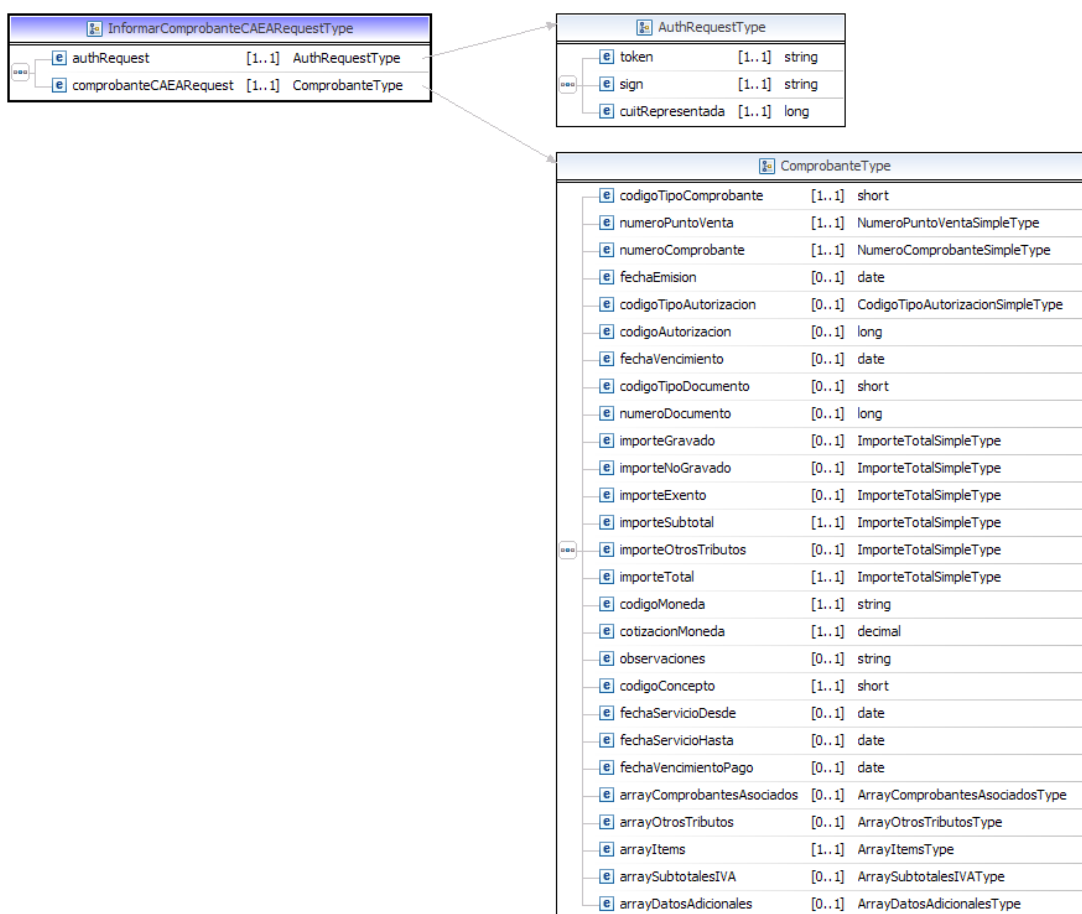 InformarComprobanteCAEARequestType
authRequest [1..1] AuthRequestType
comprobanteCAEARequest [1..1] ComprobanteType
AuthRequestType
token [1..1] string
sign [1..1] string
cuitRepresentada [1..1] long
ComprobanteType
codigoTipoComprobante [1..1] short
numeroPuntoVenta [1..1] NumeroPuntoVentaSimpleType
numeroComprobante [1..1] NumeroComprobanteSimpleType
fechaEmision [0..1] date
codigoTipoAutorizacion [0..1] CodigoTipoAutorizacionSimpleType
codigoAutorizacion [0..1] long
fechaVencimiento [0..1] date
codigoTipoDocumento [0..1] short
numeroDocumento [0..1] long
importeGravado [0..1] ImporteTotalSimpleType
importeNoGravado [0..1] ImporteTotalSimpleType
importeExento [0..1] ImporteTotalSimpleType
importeSubtotal [1..1] ImporteTotalSimpleType
importeOtrosTributos [0..1] ImporteTotalSimpleType
importeTotal [1..1] ImporteTotalSimpleType
codigoMoneda [1..1] string
cotizacionMoneda [1..1] decimal
observaciones [0..1] string
codigoConcepto [1..1] short
fechaServicioDesde [0..1] date
fechaServicioHasta [0..1] date
fechaVencimientoPago [0..1] date
arrayComprobantesAsociados [0..1] ArrayComprobantesAsociadosType
arrayOtrosTributos [0..1] ArrayOtrosTributosType
arrayItems [1..1] ArrayItemsType
arraySubtotalesIVA [0..1] ArraySubtotalesIVAType
arrayDatosAdicionales [0..1] ArrayDatosAdicionalesType